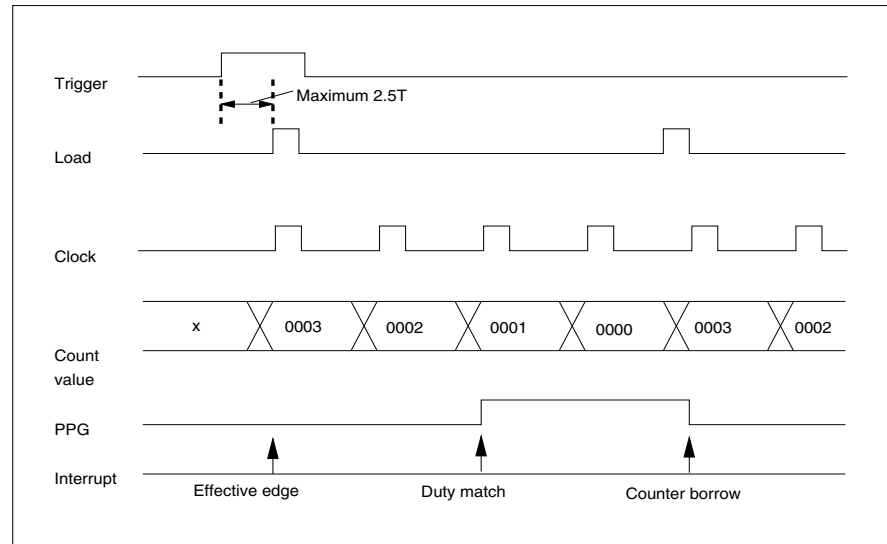 Trigger
Maximum 2.5T
Load
Clock
x 0003 0002 0001 0000 0003 0002
Count
value
PPG
Interrupt
Effective edge Duty match Counter borrow